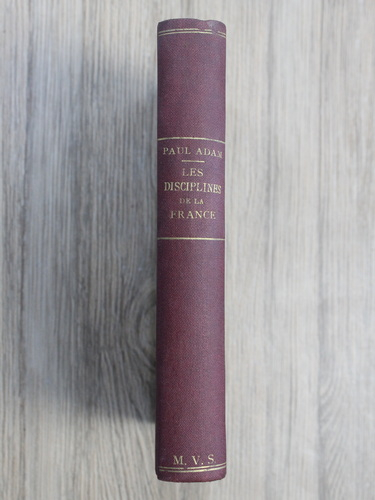 PAUL ADAM
LES
DISCIPLINES
DE LA
FRANCE
M. V. S.